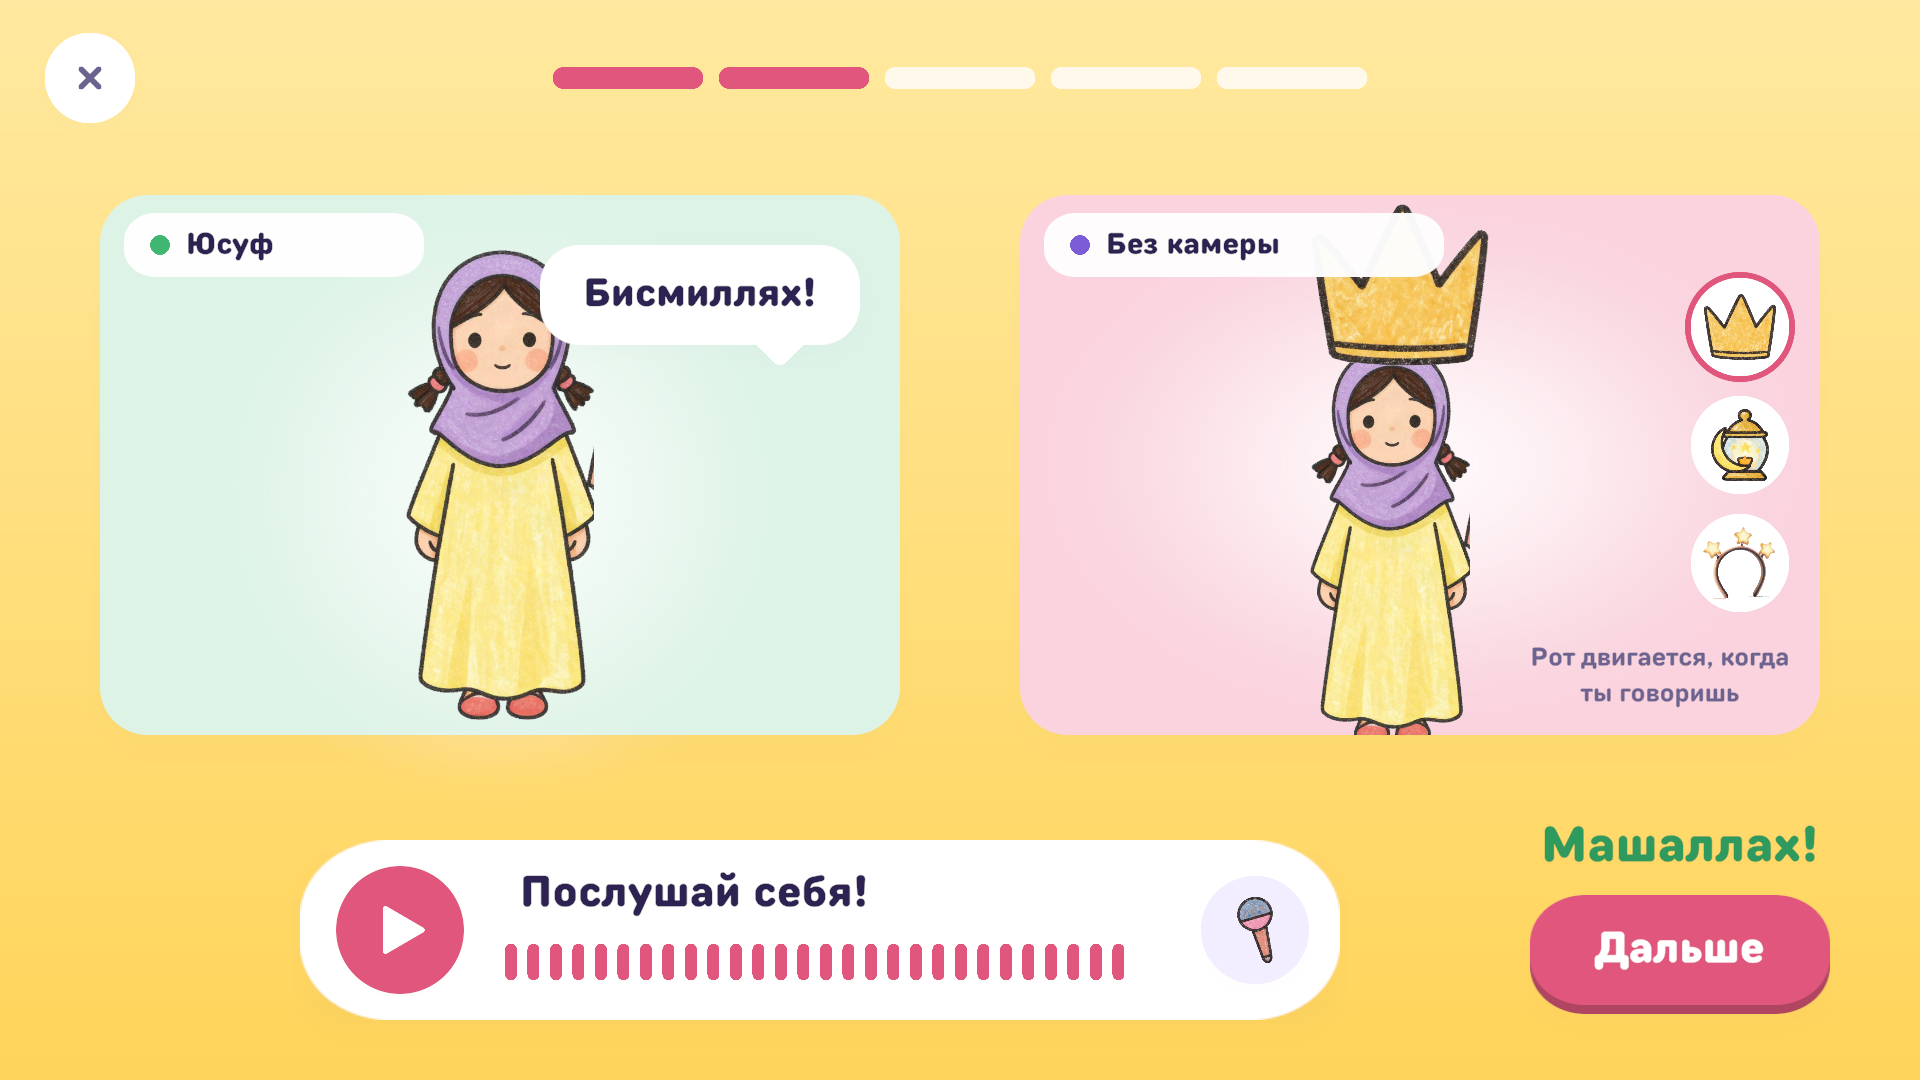 Юсуф
Бисмиллях!
Без камеры
Рот двигается, когда
ты говоришь
Послушай себя!
Машаллах!
Дальше